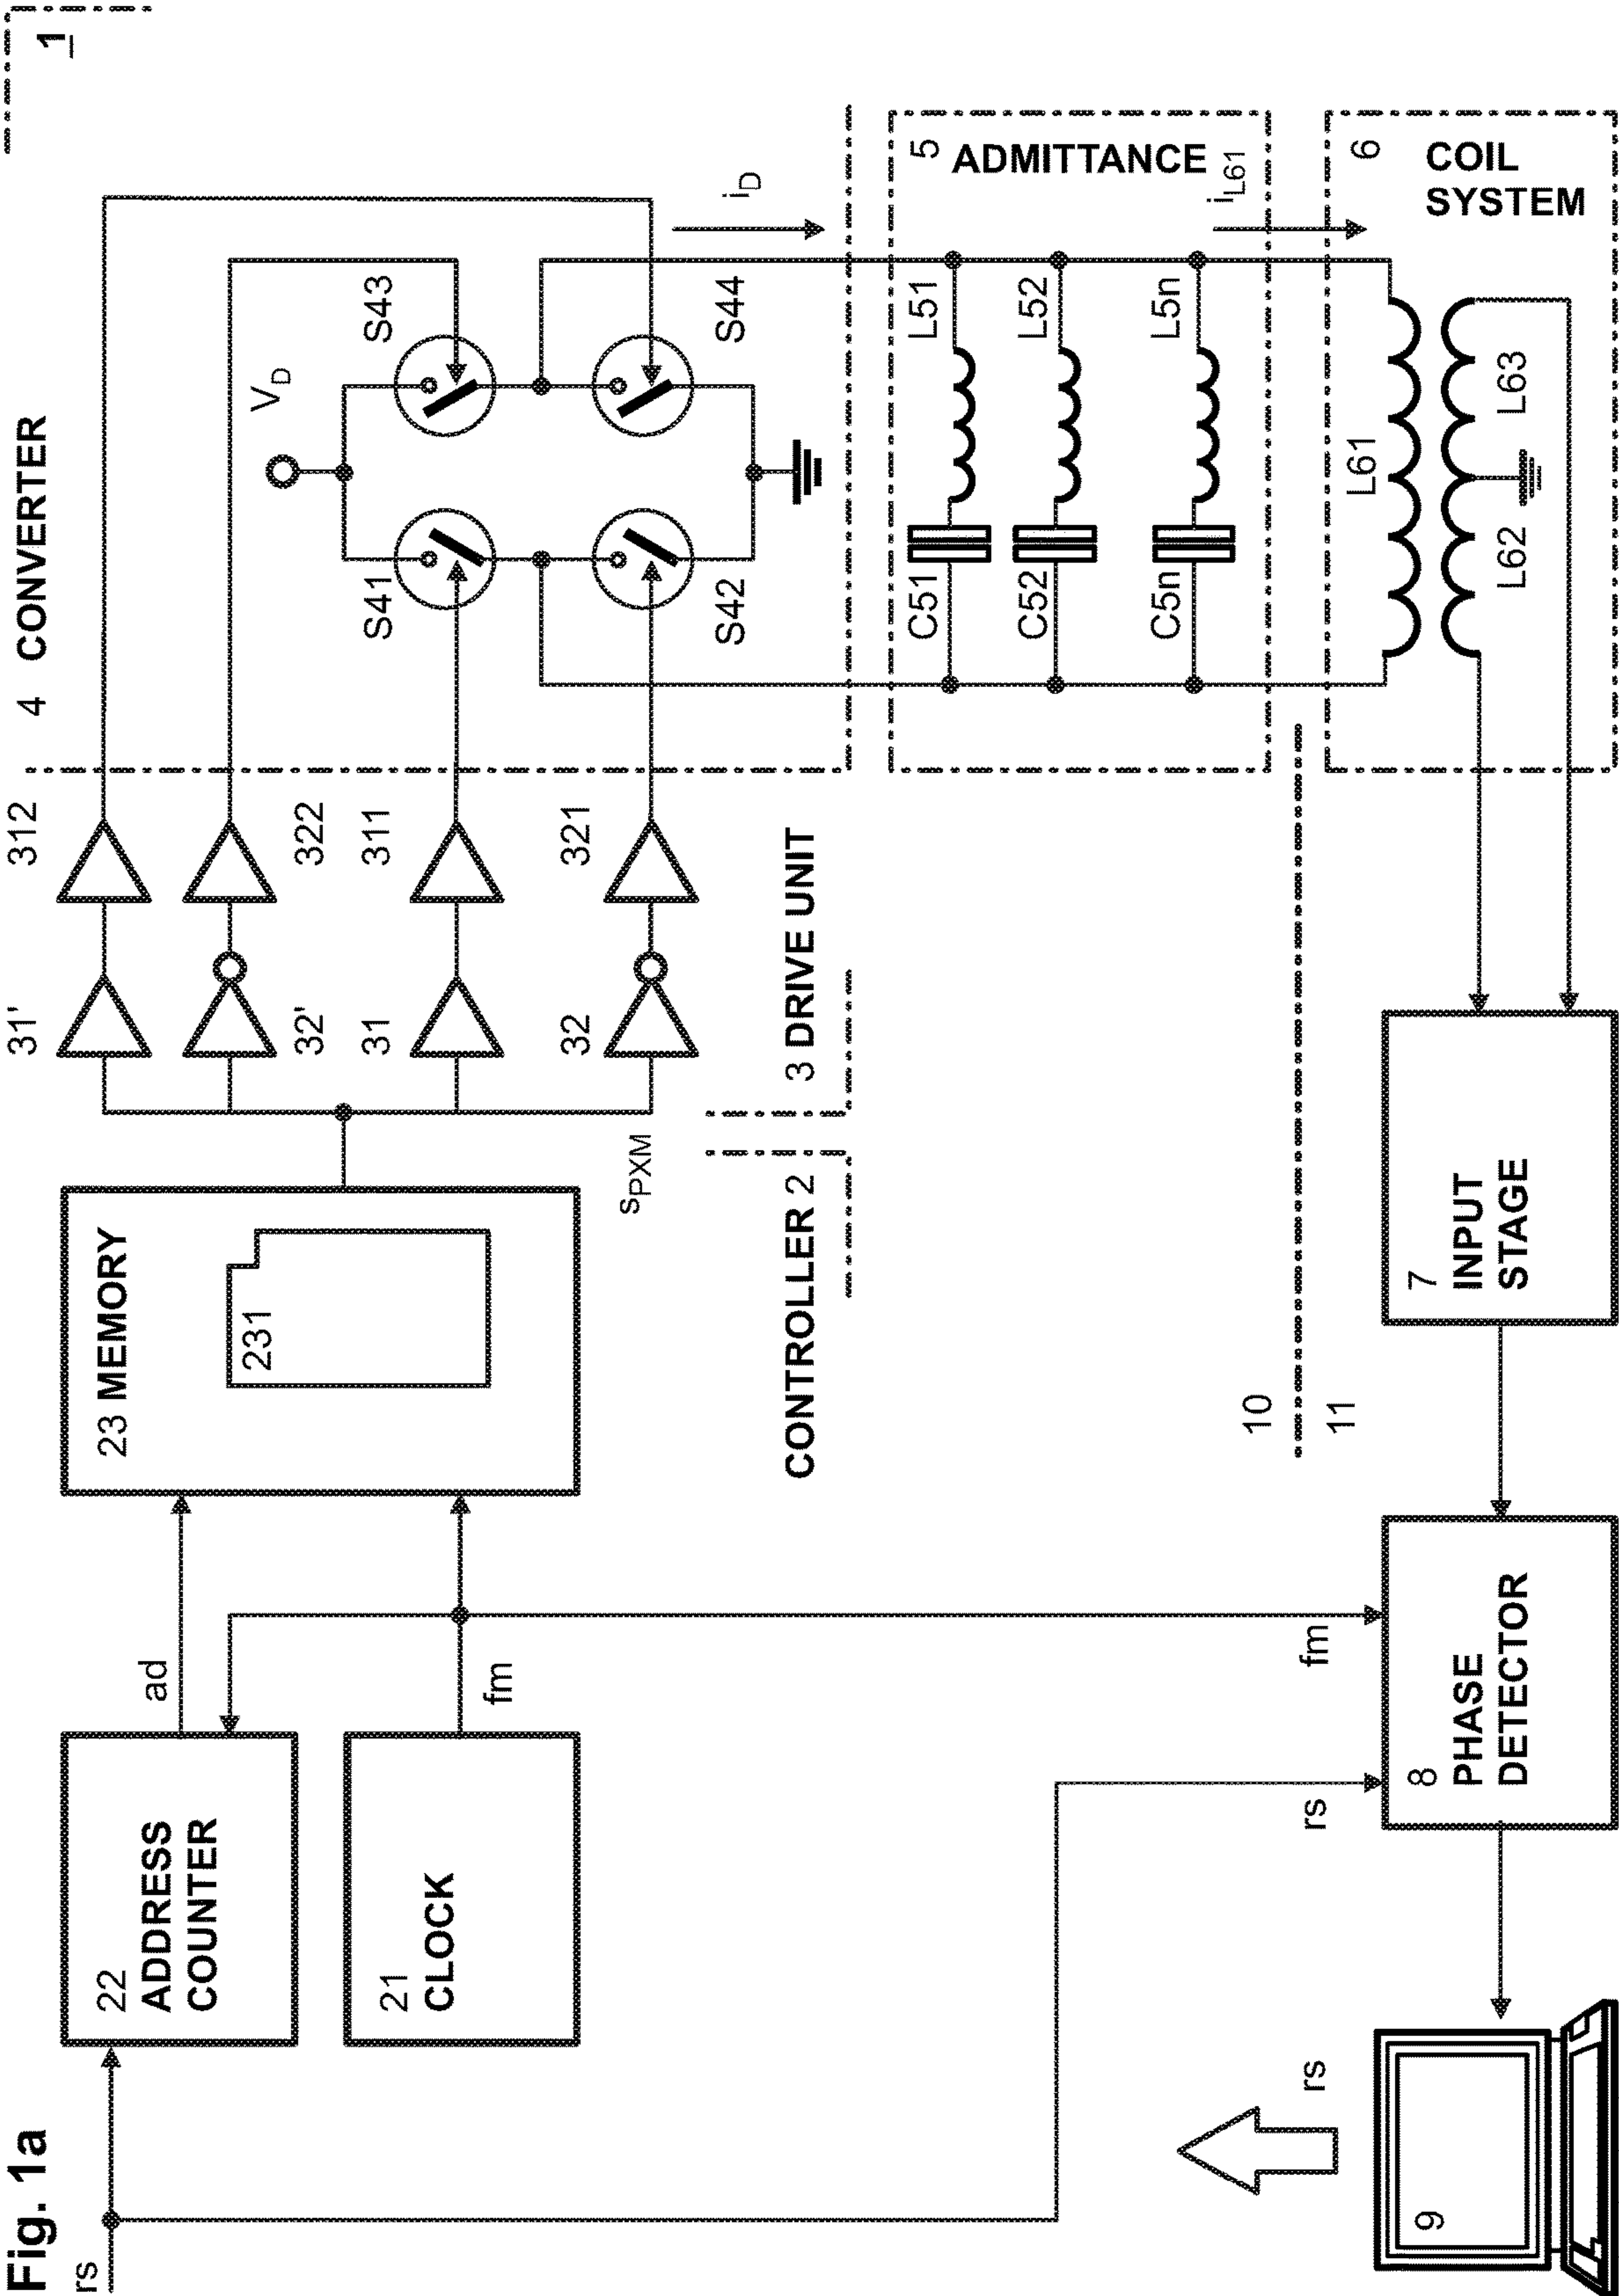 Fig. 1a
1
rs
22
ADDRESS
COUNTER
ad
21
CLOCK
fm
23 MEMORY
231
CONTROLLER 2
sPXM
31'
312
32'
322
31
311
32
321
3 DRIVE UNIT
4 CONVERTER
VD
S41
S43
S42
S44
iD
5
ADMITTANCE
C51
L51
C52
L52
C5n
L5n
iL61
6
COIL
SYSTEM
L61
L62
L63
10
11
7
INPUT
STAGE
fm
rs
8
PHASE
DETECTOR
rs
9